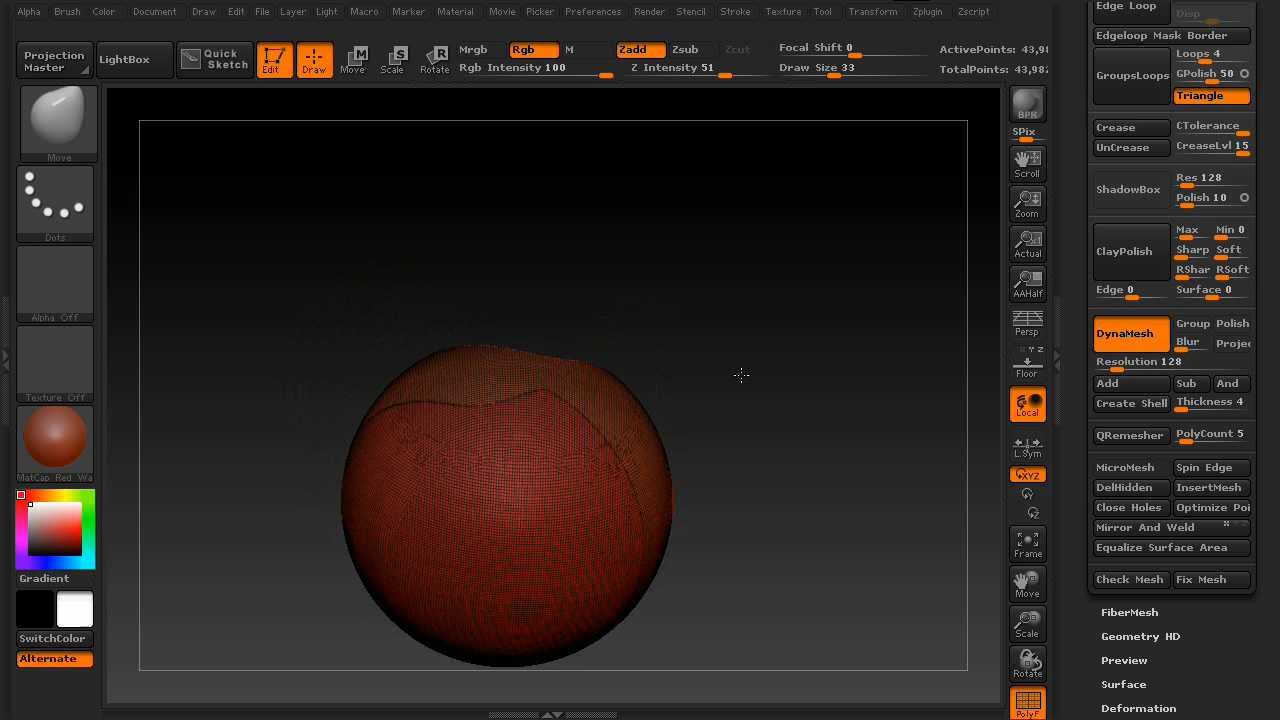 Alpha Brush Color Document Draw Edit File Layer Light Macro Marker Material Movie Picker Preferences Render Stencil Stroke Texture Tool Transform Zplugin Zscript
Projection Master
LightBox
Quick Sketch
Edit
Draw
Move
Scale
Rotate
Mrgb Rgb M
Rgb Intensity 100
Zadd Zsub Zcut
Z Intensity 51
Focal Shift 0
Draw Size 33
ActivePoints: 43,98
TotalPoints: 43,982
Move
Dots
Alpha Off
Texture Off
MatCap Red Wa
Gradient
SwitchColor
Alternate
BPR
SPix
Scroll
Zoom
Actual
AAHalf
Persp
Floor
Local
L.Sym
XYZ
Frame
Move
Scale
Rotate
PolyF
Edge Loop
Disp
Edgeloop Mask Border
GroupsLoops
Loops 4
GPolish 50
Triangle
Crease CTolerance
UnCrease CreaseLvl 15
ShadowBox
Res 128
Polish 10
ClayPolish
Max Min 0
Sharp Soft
RShar RSoft
Edge 0 Surface 0
DynaMesh
Group Polish
Blur Projec
Resolution 128
Add Sub And
Create Shell Thickness 4
QRemesher PolyCount 5
MicroMesh Spin Edge
DelHidden InsertMesh
Close Holes Optimize Poi
Mirror And Weld
Equalize Surface Area
Check Mesh Fix Mesh
FiberMesh
Geometry HD
Preview
Surface
Deformation